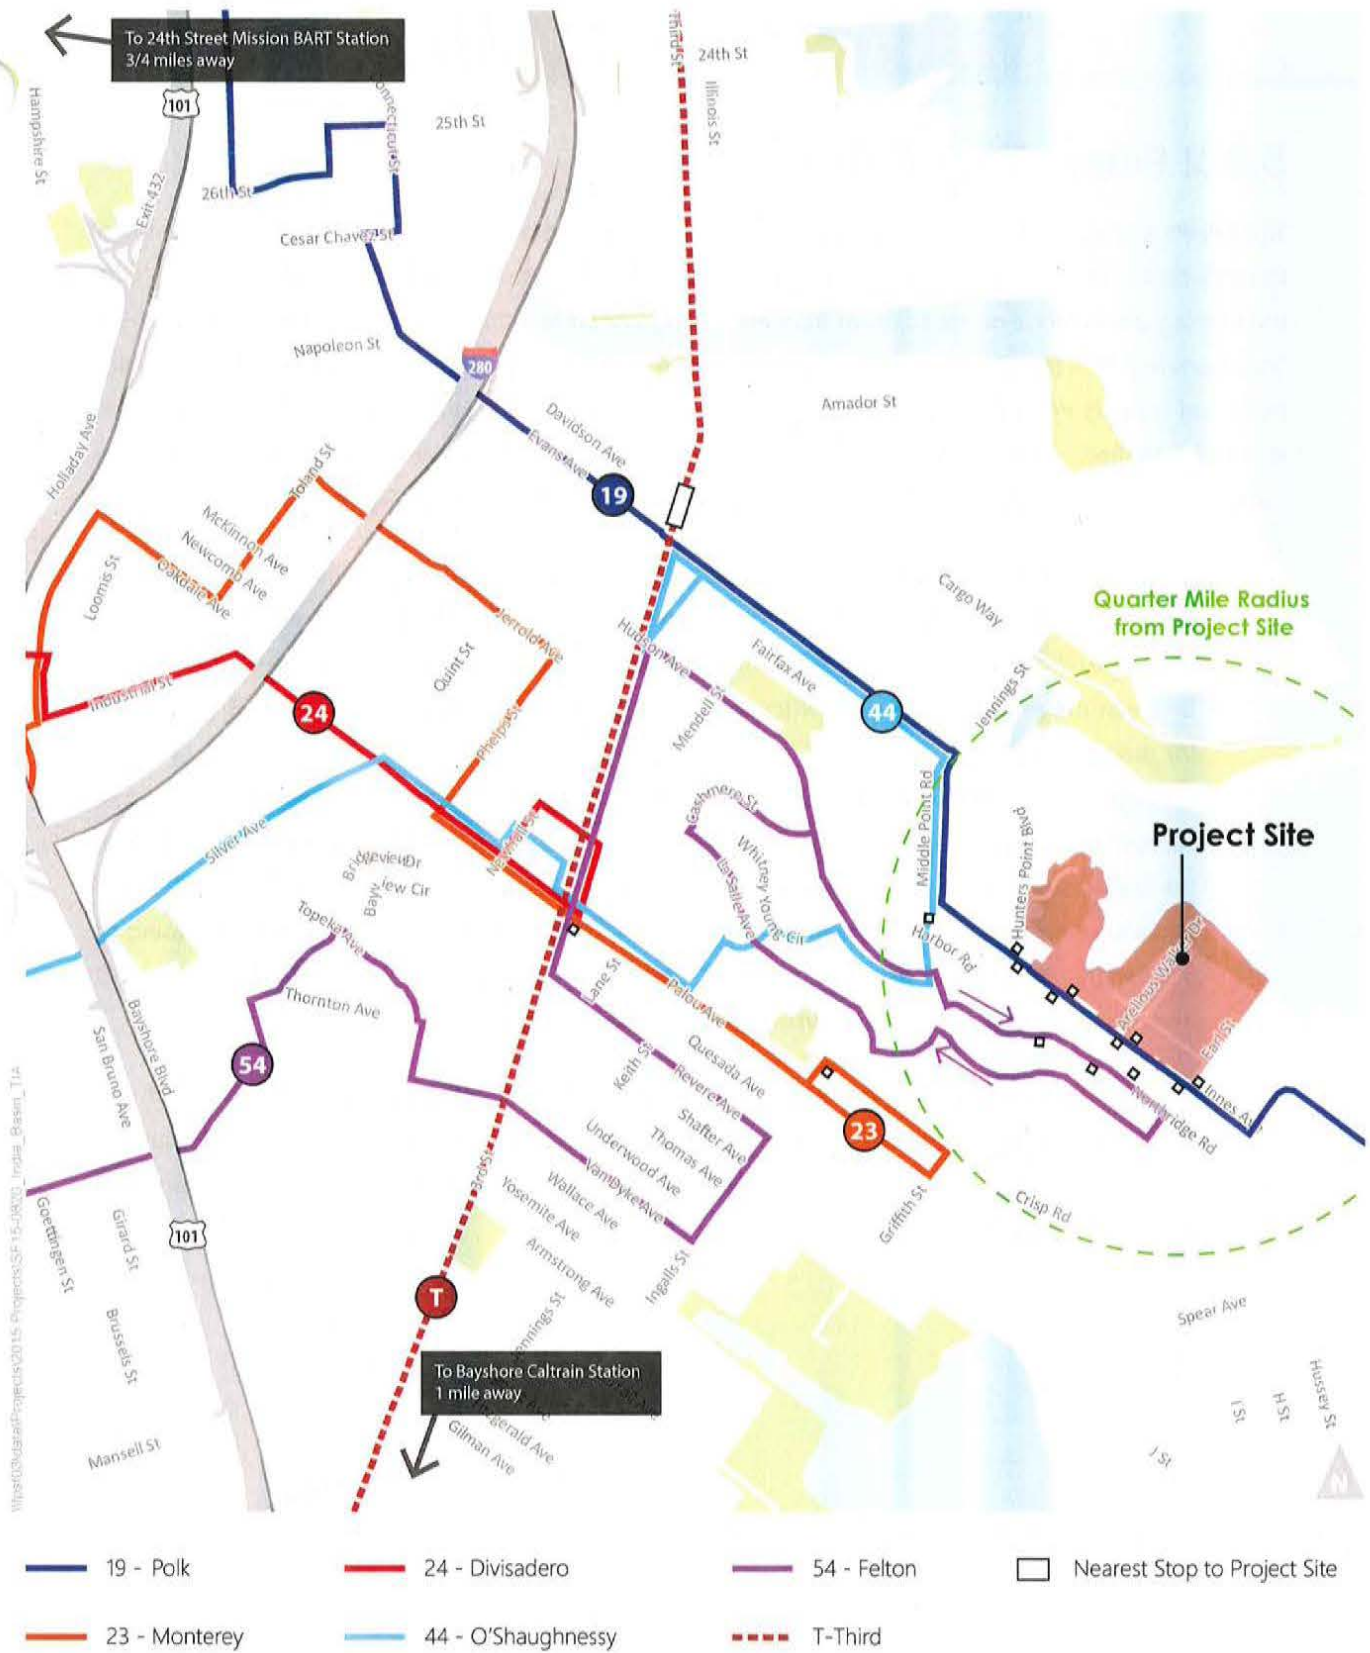 To 24th Street Mission BART Station
3/4 miles away
101
Hampshire St
Exit 432
26th St
25th St
Connecticut St
Cesar Chavez St
Third St
24th St
Illinois St
Napoleon St
280
Davidson Ave
Evans Ave
19
Amador St
Holladay Ave
Toland St
McKinnon Ave
Newcomb Ave
Oakdale Ave
Loomis St
Jerrold Ave
Quint St
Phelps St
Hudson Ave
Fairfax Ave
Mendell St
Cargo Way
Jennings St
Quarter Mile Radius
from Project Site
Industrial St
24
44
Middle Point Rd
Cashmere St
Whitney Young Cir
La Salle Ave
Silver Ave
Newhall St
Bridgeview Dr
Bayview Cir
Topeka Ave
Thornton Ave
Hunters Point Blvd
Project Site
Harbor Rd
Avellous Walker Dr
Earl St
Innes Ave
Northridge Rd
Lane St
Palou Ave
Quesada Ave
Keith St
Revere Ave
Shafter Ave
Thomas Ave
Underwood Ave
Van Dyke Ave
Wallace Ave
Yosemite Ave
Armstrong Ave
Ingalls St
3rd St
54
23
Griffith St
Crisp Rd
Bayshore Blvd
San Bruno Ave
Goettingen St
Girard St
Brussels St
101
Mansell St
T
ennings St
To Bayshore Caltrain Station
1 mile away
gerald Ave
Gilman Ave
Spear Ave
Hussey St
H St
I St
J St
N
19 - Polk
24 - Divisadero
54 - Felton
Nearest Stop to Project Site
23 - Monterey
44 - O'Shaughnessy
T-Third